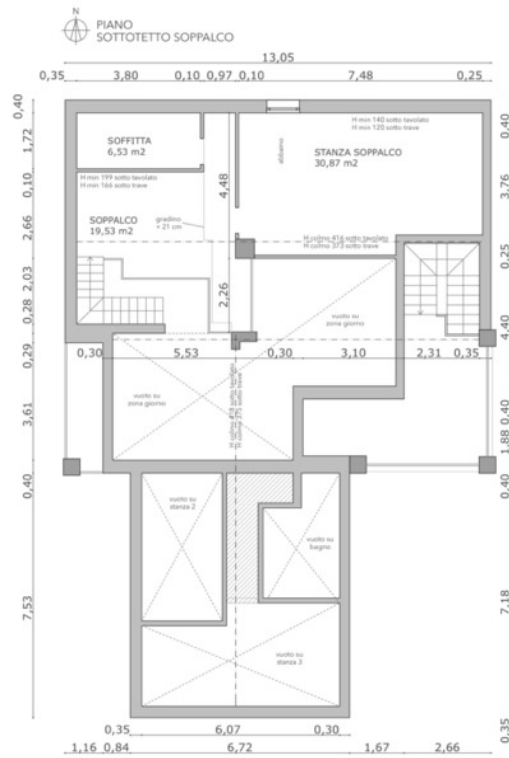 N
PIANO
SOTTOTETTO SOPPALCO
13,05
0,35 3,80 0,10 0,97 0,10 7,48 0,25
0,40
1,72
0,10
2,66
2,03
0,28
0,29
3,61
0,40
7,53
SOFFITTA
6,53 m2
H min 199 sotto tavolato
H min 166 sotto trave
SOPPALCO
19,53 m2
gradino
+ 21 cm
4,48
2,26
abbaino
H min 140 sotto tavolato
H min 120 sotto trave
STANZA SOPPALCO
30,87 m2
H colmo 416 sotto tavolato
H colmo 373 sotto trave
vuoto su
zona giorno
0,30 5,53 0,30 3,10 2,31 0,35
vuoto su
zona giorno
H colmo 418 sotto tavolato
H colmo 375 sotto trave
vuoto su
stanza 2
vuoto su
bagno
vuoto su
stanza 3
0,40
3,76
0,25
4,40
0,40
1,88
0,40
7,18
0,35
0,35 6,07 0,30
1,16 0,84 6,72 1,67 2,66